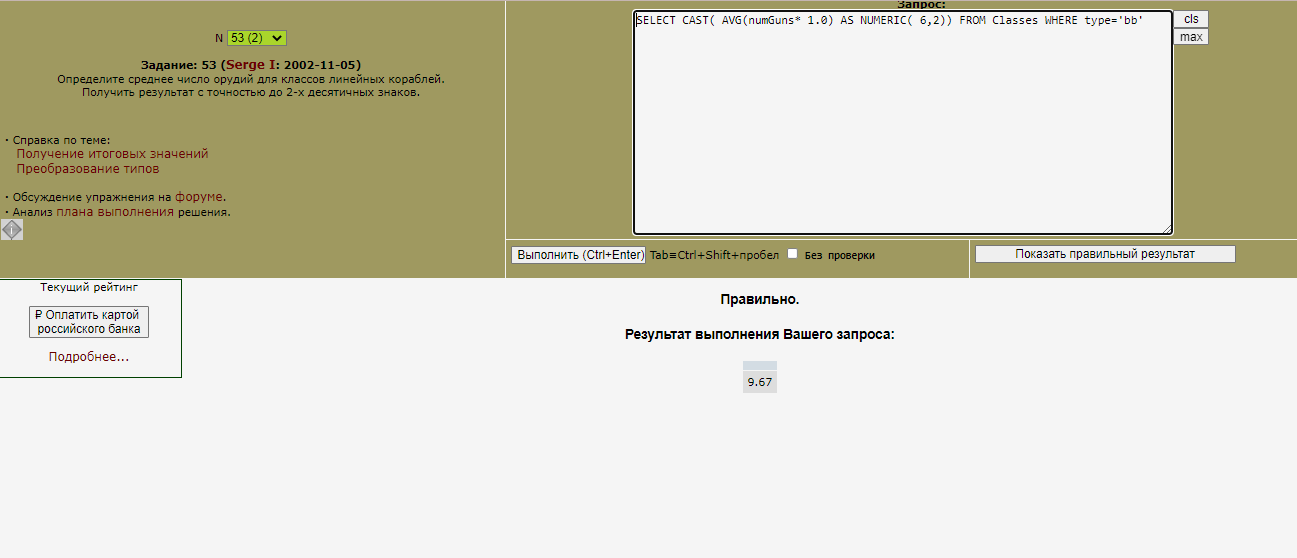 N 53 (2)
Задание: 53 (Serge I: 2002-11-05)
Определите среднее число орудий для классов линейных кораблей.
Получить результат с точностью до 2-х десятичных знаков.
· Справка по теме:
Получение итоговых значений
Преобразование типов
· Обсуждение упражнения на форуме.
· Анализ плана выполнения решения.
Запрос:
SELECT CAST( AVG(numGuns* 1.0) AS NUMERIC( 6,2)) FROM Classes WHERE type='bb'
cls
max
Выполнить (Ctrl+Enter) Tab≡Ctrl+Shift+пробел Без проверки
Показать правильный результат
Текущий рейтинг
₽ Оплатить картой
российского банка
Подробнее...
Правильно.
Результат выполнения Вашего запроса:
9.67